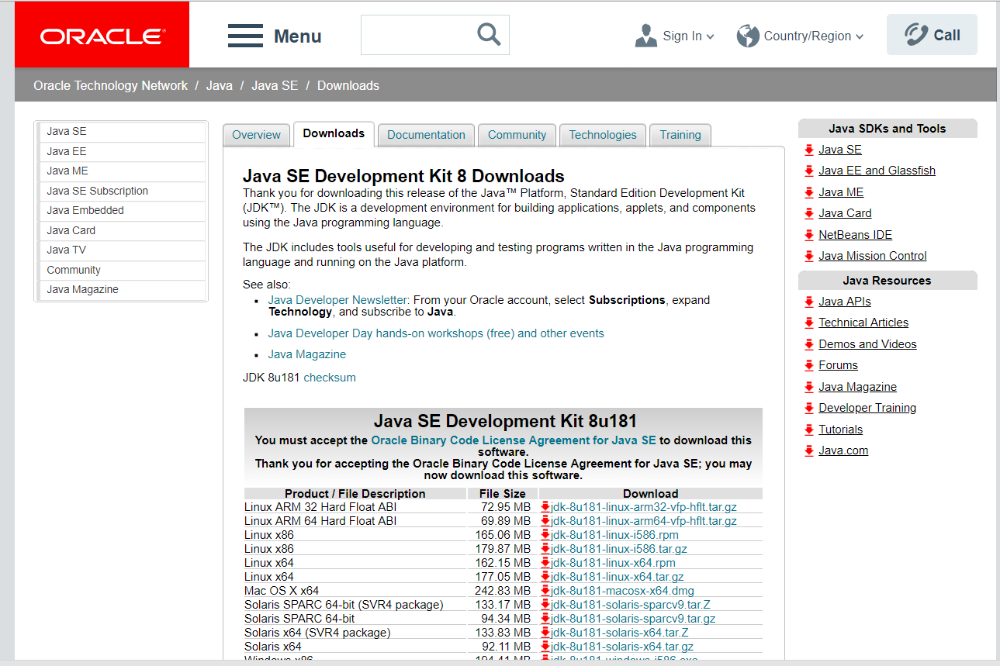 ORACLE
Menu
Sign In
Country/Region
Call
Oracle Technology Network / Java / Java SE / Downloads
Java SE
Java EE
Java ME
Java SE Subscription
Java Embedded
Java Card
Java TV
Community
Java Magazine
Overview
Downloads
Documentation
Community
Technologies
Training
Java SE Development Kit 8 Downloads
Thank you for downloading this release of the Java™ Platform, Standard Edition Development Kit
(JDK™). The JDK is a development environment for building applications, applets, and components
using the Java programming language.
The JDK includes tools useful for developing and testing programs written in the Java programming
language and running on the Java platform.
See also:
Java Developer Newsletter: From your Oracle account, select Subscriptions, expand
Technology, and subscribe to Java.
Java Developer Day hands-on workshops (free) and other events
Java Magazine
JDK 8u181 checksum
Java SE Development Kit 8u181
You must accept the Oracle Binary Code License Agreement for Java SE to download this
software.
Thank you for accepting the Oracle Binary Code License Agreement for Java SE; you may
now download this software.
Product / File Description File Size Download
Linux ARM 32 Hard Float ABI 72.95 MB jdk-8u181-linux-arm32-vfp-hflt.tar.gz
Linux ARM 64 Hard Float ABI 69.89 MB jdk-8u181-linux-arm64-vfp-hflt.tar.gz
Linux x86 165.06 MB jdk-8u181-linux-i586.rpm
Linux x86 179.87 MB jdk-8u181-linux-i586.tar.gz
Linux x64 162.15 MB jdk-8u181-linux-x64.rpm
Linux x64 177.05 MB jdk-8u181-linux-x64.tar.gz
Mac OS X x64 242.83 MB jdk-8u181-macosx-x64.dmg
Solaris SPARC 64-bit (SVR4 package) 133.17 MB jdk-8u181-solaris-sparcv9.tar.Z
Solaris SPARC 64-bit 94.34 MB jdk-8u181-solaris-sparcv9.tar.gz
Solaris x64 (SVR4 package) 133.83 MB jdk-8u181-solaris-x64.tar.Z
Solaris x64 92.11 MB jdk-8u181-solaris-x64.tar.gz
Windows x86 194.41 MB jdk-8u181-windows-i586.exe
Java SDKs and Tools
Java SE
Java EE and Glassfish
Java ME
Java Card
NetBeans IDE
Java Mission Control
Java Resources
Java APIs
Technical Articles
Demos and Videos
Forums
Java Magazine
Developer Training
Tutorials
Java.com